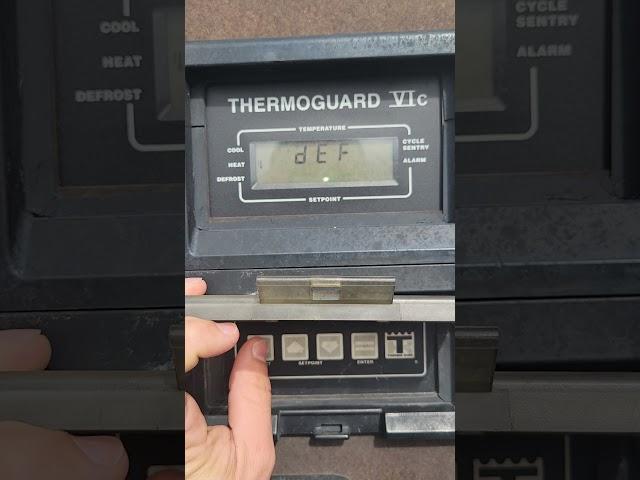 THERMOGUARD VIc
TEMPERATURE
COOL
HEAT
DEFROST
dEF
CYCLE
SENTRY
ALARM
SETPOINT
SETPOINT
ENTER
COOL
HEAT
DEFROST
CYCLE
SENTRY
ALARM